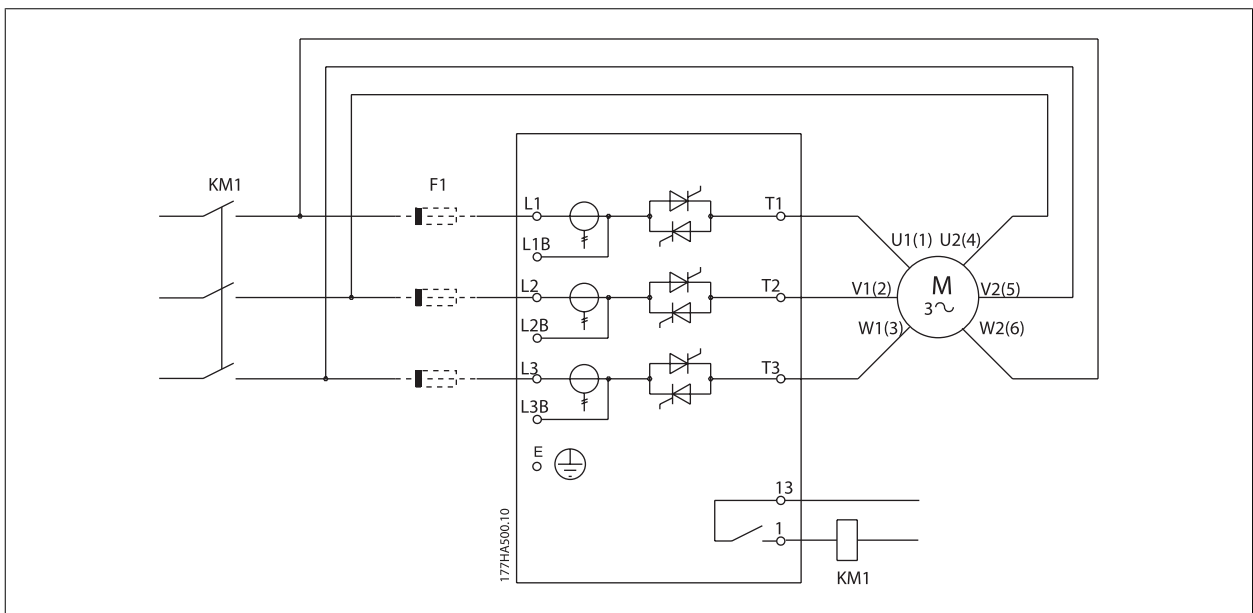 KM1
F1
L1
T1
L1B
U1(1) U2(4)
L2
T2
V1(2)
M
3~
V2(5)
L2B
W1(3)
W2(6)
L3
T3
L3B
E
13
1
KM1
177HA500.10